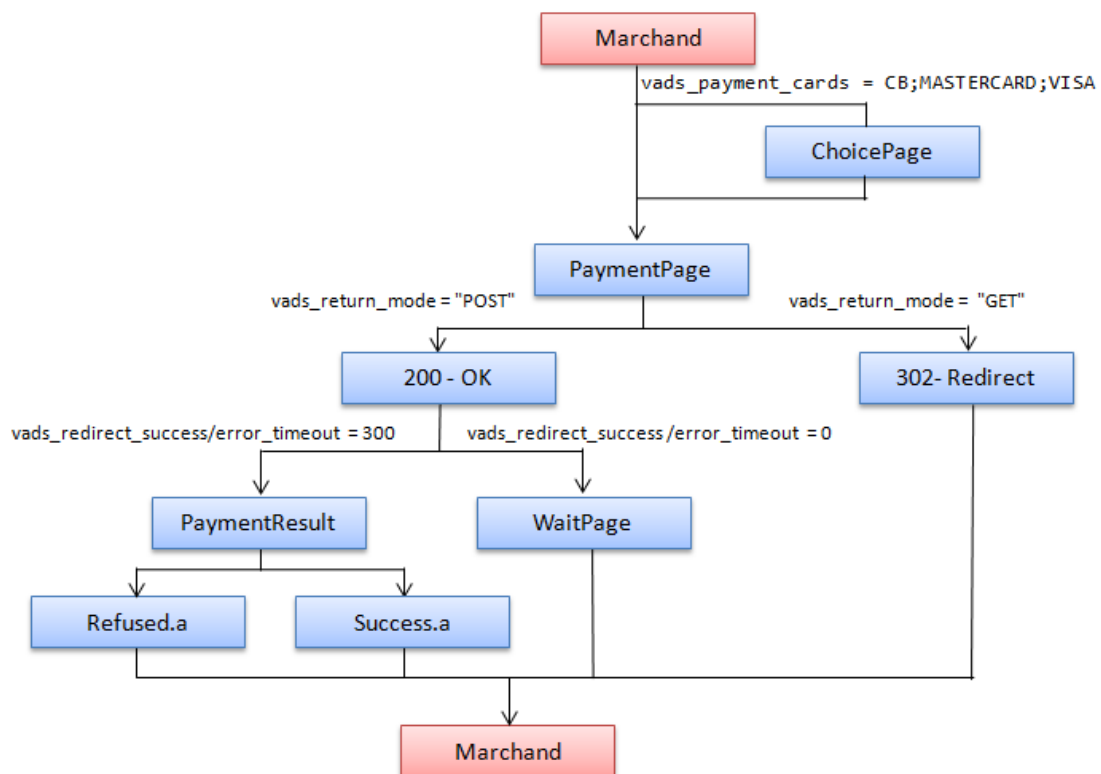 Marchand
vads_payment_cards = CB;MASTERCARD;VISA
ChoicePage
PaymentPage
vads_return_mode = "POST"
vads_return_mode = "GET"
200 - OK
302- Redirect
vads_redirect_success/error_timeout = 300
vads_redirect_success/error_timeout = 0
PaymentResult
WaitPage
Refused.a
Success.a
Marchand